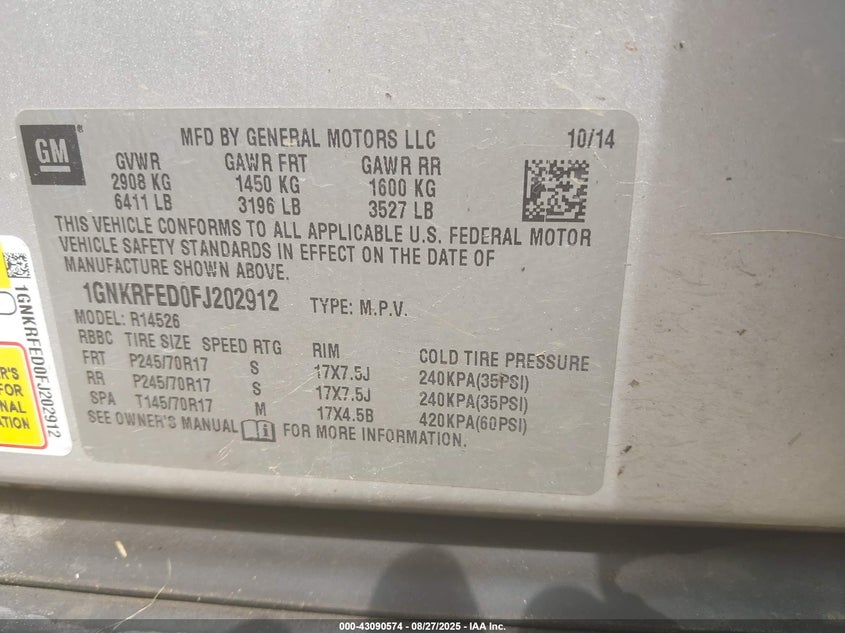 GM
®
MFD BY GENERAL MOTORS LLC 10/14
GVWR GAWR FRT GAWR RR
2908 KG 1450 KG 1600 KG
6411 LB 3196 LB 3527 LB
THIS VEHICLE CONFORMS TO ALL APPLICABLE U.S. FEDERAL MOTOR
VEHICLE SAFETY STANDARDS IN EFFECT ON THE DATE OF
MANUFACTURE SHOWN ABOVE.
1GNKRFED0FJ202912 TYPE: M.P.V.
MODEL: R14526
RBBC TIRE SIZE SPEED RTG RIM COLD TIRE PRESSURE
FRT P245/70R17 S 17X7.5J 240KPA(35PSI)
RR P245/70R17 S 17X7.5J 240KPA(35PSI)
SPA T145/70R17 M 17X4.5B 420KPA(60PSI)
SEE OWNER'S MANUAL i FOR MORE INFORMATION.
1GNKRFED0FJ202912
000-43090574 / 08/27/2025 - IAA Inc.